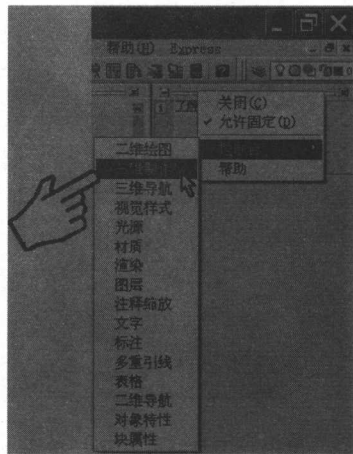 帮助(H) Express
关闭(C)
✓ 允许固定(D)
帮助
二维绘图
三维导航
视觉样式
光源
材质
渲染
图层
注释缩放
文字
标注
多重引线
表格
二维导航
对象特性
块属性